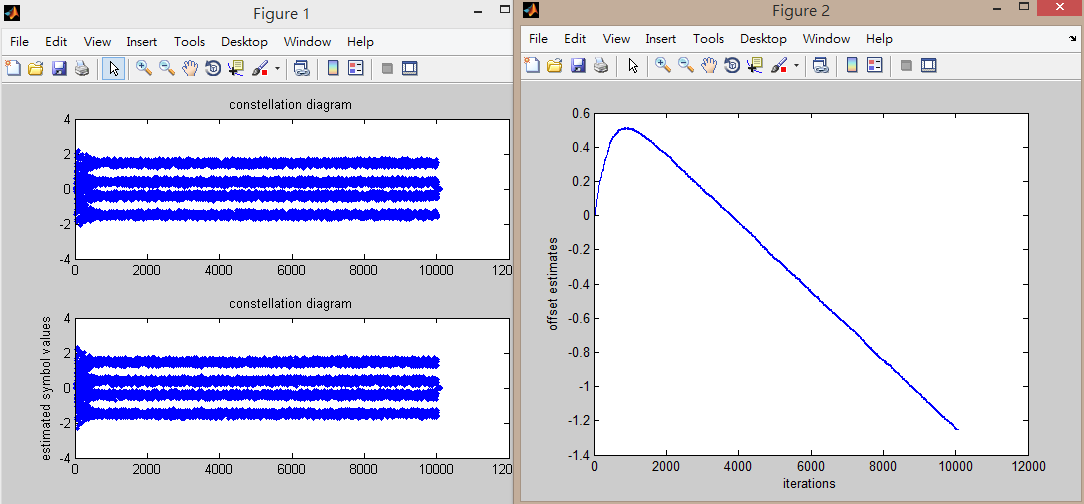 Figure 1
File Edit View Insert Tools Desktop Window Help
constellation diagram
4
2
0
-2
-4
0 2000 4000 6000 8000 10000 120
constellation diagram
estimated symbol values
4
2
0
-2
-4
0 2000 4000 6000 8000 10000 120
Figure 2
File Edit View Insert Tools Desktop Window Help
offset estimates
0.6
0.4
0.2
0
-0.2
-0.4
-0.6
-0.8
-1
-1.2
-1.4
0 2000 4000 6000 8000 10000 12000
iterations